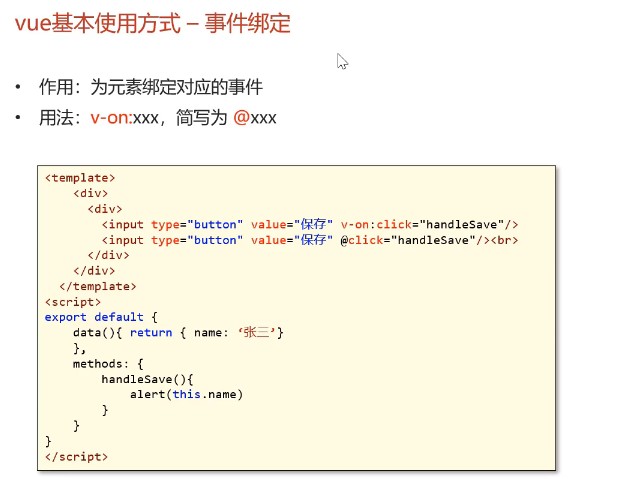 vue基本使用方式 – 事件绑定
• 作用：为元素绑定对应的事件
• 用法：v-on:xxx，简写为 @xxx
<template>
    <div>
      <div>
        <input type="button" value="保存" v-on:click="handleSave"/>
        <input type="button" value="保存" @click="handleSave"/><br>
      </div>
    </div>
  </template>
<script>
export default {
    data(){ return { name: ‘张三’}
    },
    methods: {
        handleSave(){
            alert(this.name)
        }
    }
}
</script>